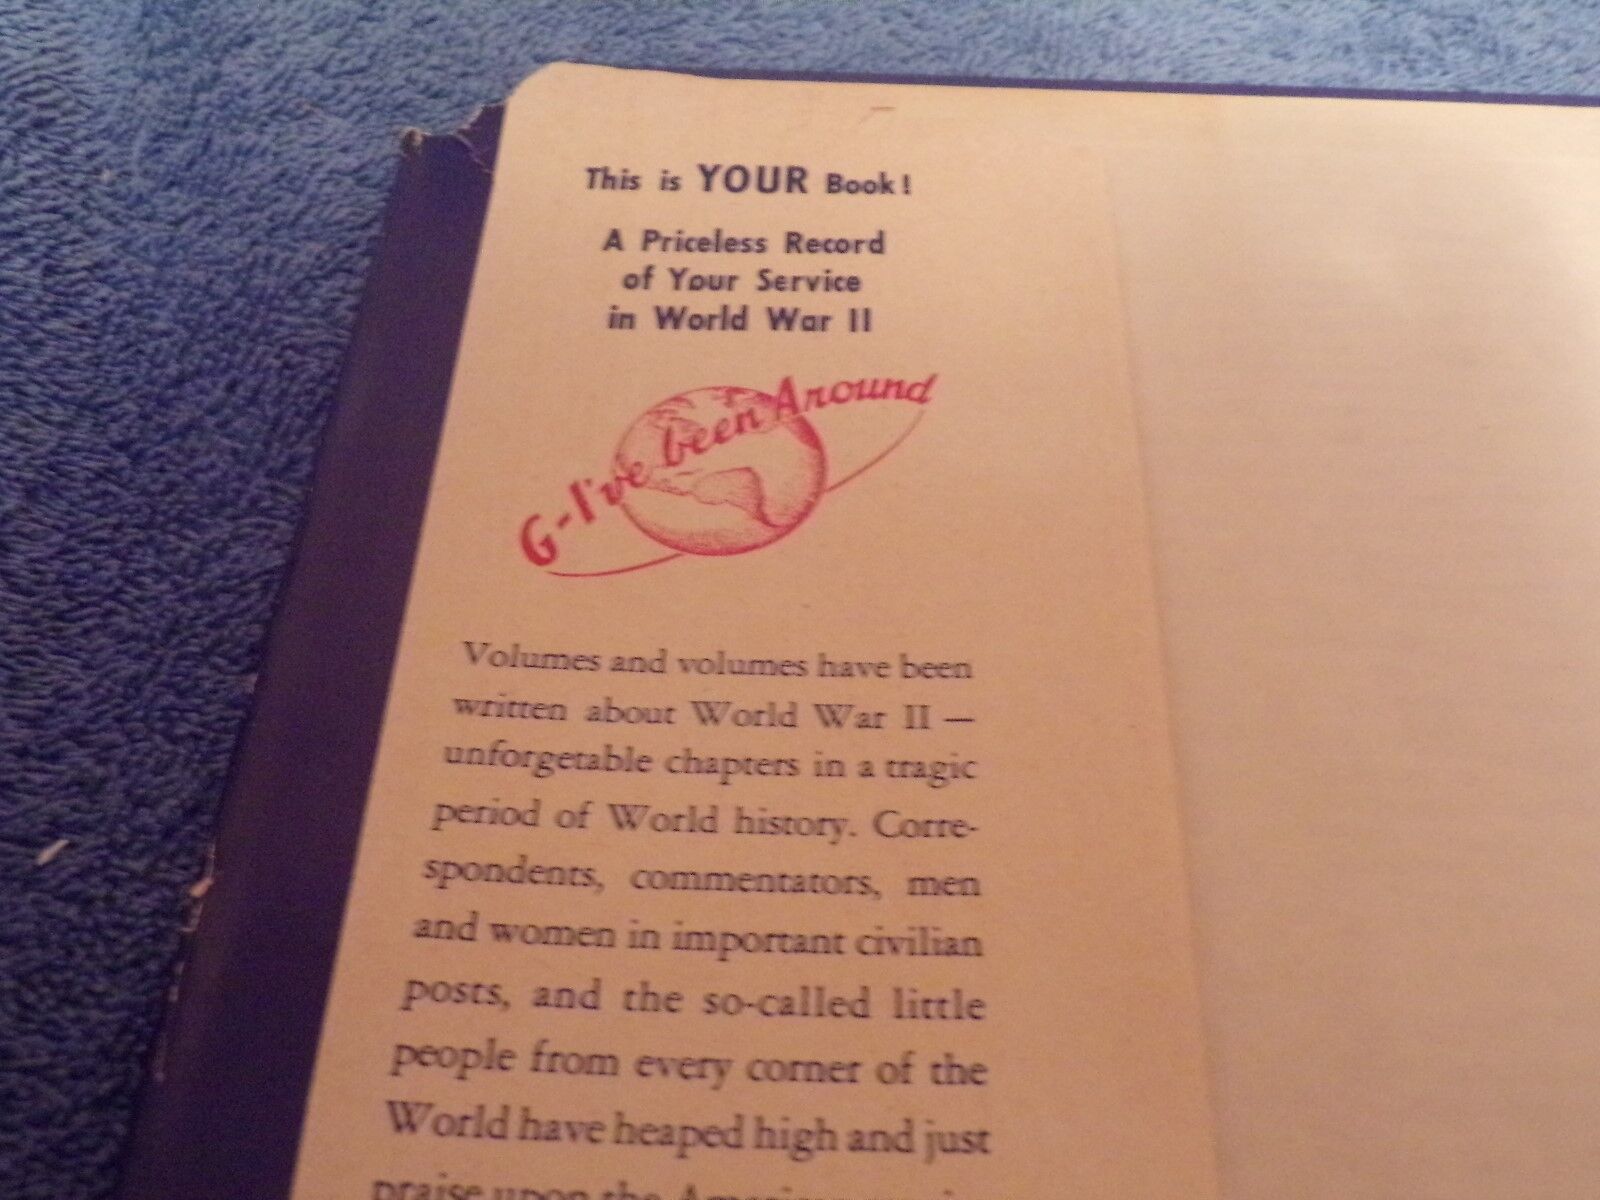 This is YOUR Book!
A Priceless Record
of Your Service
in World War II
G-I've been Around
Volumes and volumes have been
written about World War II —
unforgetable chapters in a tragic
period of World history. Corre-
spondents, commentators, men
and women in important civilian
posts, and the so-called little
people from every corner of the
World have heaped high and just
praise upon the